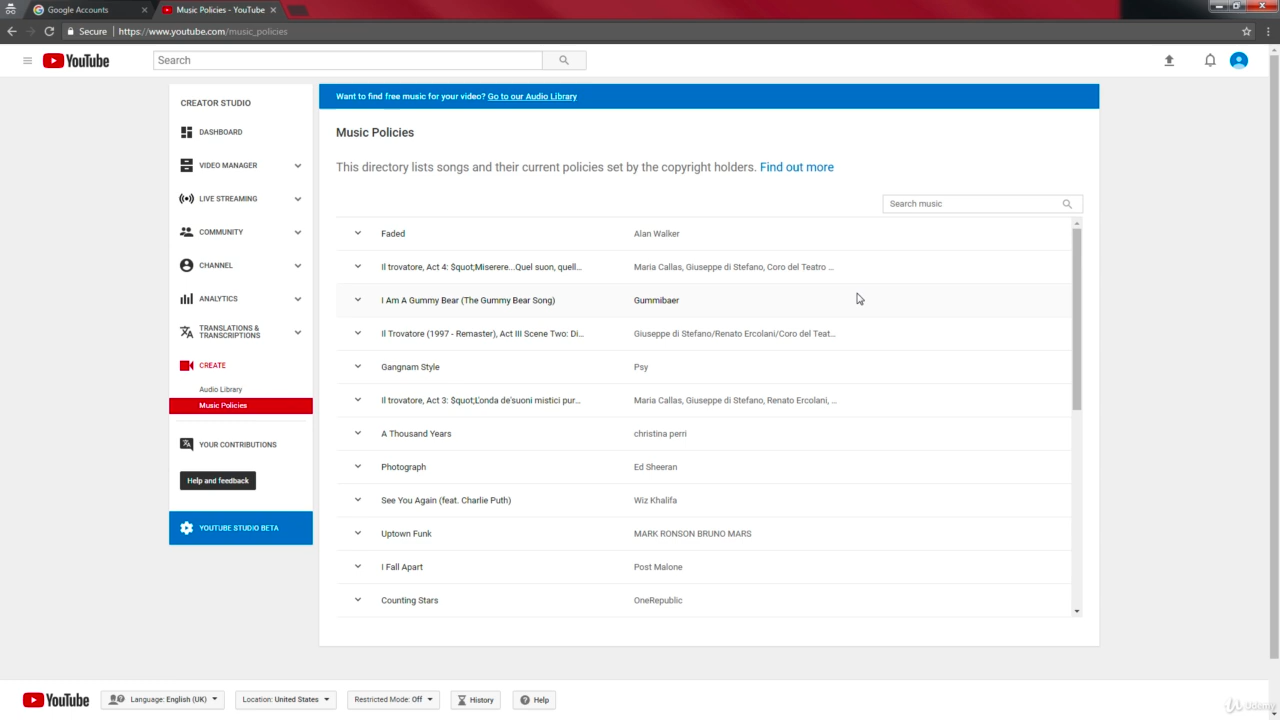 Google Accounts
Music Policies - YouTube
Secure
https://www.youtube.com/music_policies
YouTube
Search
CREATOR STUDIO
DASHBOARD
VIDEO MANAGER
LIVE STREAMING
COMMUNITY
CHANNEL
ANALYTICS
TRANSLATIONS &
TRANSCRIPTIONS
CREATE
Audio Library
Music Policies
YOUR CONTRIBUTIONS
Help and feedback
YOUTUBE STUDIO BETA
Want to find free music for your video? Go to our Audio Library
Music Policies
This directory lists songs and their current policies set by the copyright holders. Find out more
Search music
Faded Alan Walker
Il trovatore, Act 4: $quot;Miserere...Quel suon, quell... Maria Callas, Giuseppe di Stefano, Coro del Teatro ...
I Am A Gummy Bear (The Gummy Bear Song) Gummibaer
Il Trovatore (1997 - Remaster), Act III Scene Two: Di... Giuseppe di Stefano/Renato Ercolani/Coro del Teat...
Gangnam Style Psy
Il trovatore, Act 3: $quot;L'onda de'suoni mistici pur... Maria Callas, Giuseppe di Stefano, Renato Ercolani, ...
A Thousand Years christina perri
Photograph Ed Sheeran
See You Again (feat. Charlie Puth) Wiz Khalifa
Uptown Funk MARK RONSON BRUNO MARS
I Fall Apart Post Malone
Counting Stars OneRepublic
YouTube
Language: English (UK)
Location: United States
Restricted Mode: Off
History
Help
Udemy